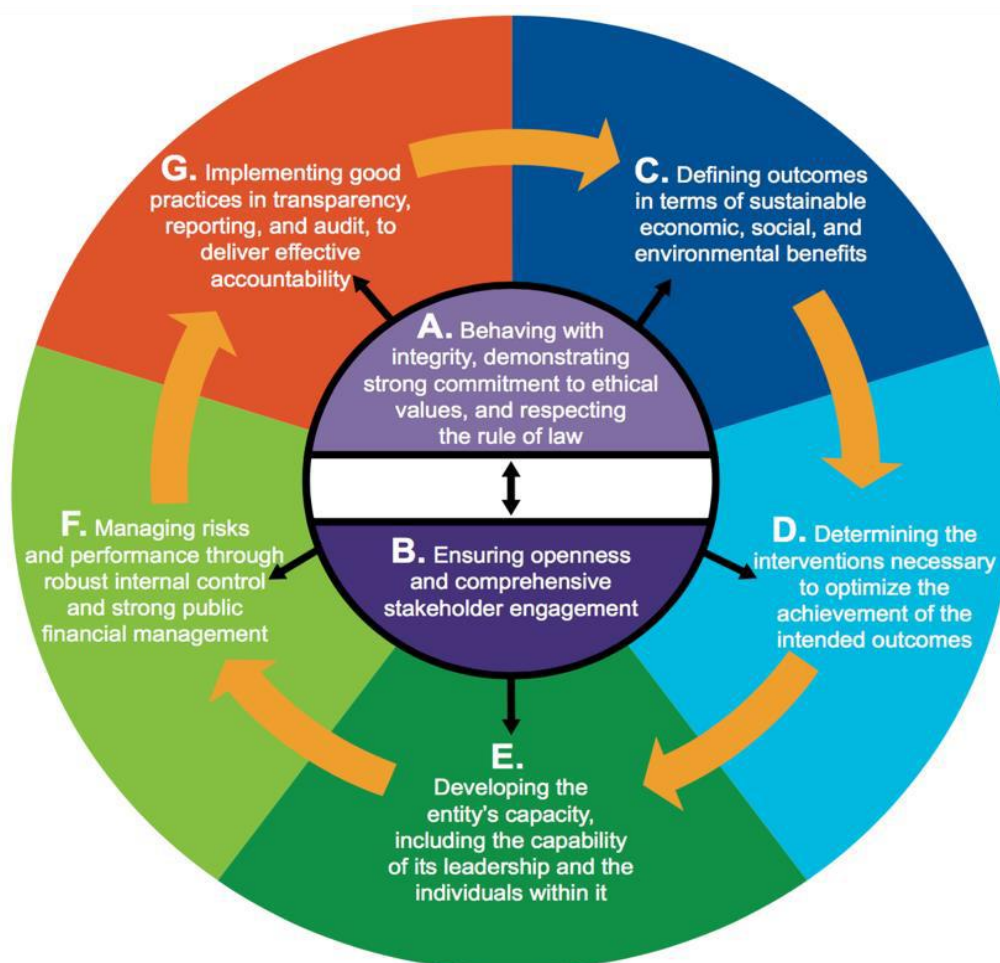 A. Behaving with
integrity, demonstrating
strong commitment to ethical
values, and respecting
the rule of law
B. Ensuring openness
and comprehensive
stakeholder engagement
C. Defining outcomes
in terms of sustainable
economic, social, and
environmental benefits
D. Determining the
interventions necessary
to optimize the
achievement of the
intended outcomes
E.
Developing the
entity's capacity,
including the capability
of its leadership and the
individuals within it
F. Managing risks
and performance through
robust internal control
and strong public
financial management
G. Implementing good
practices in transparency,
reporting, and audit, to
deliver effective
accountability